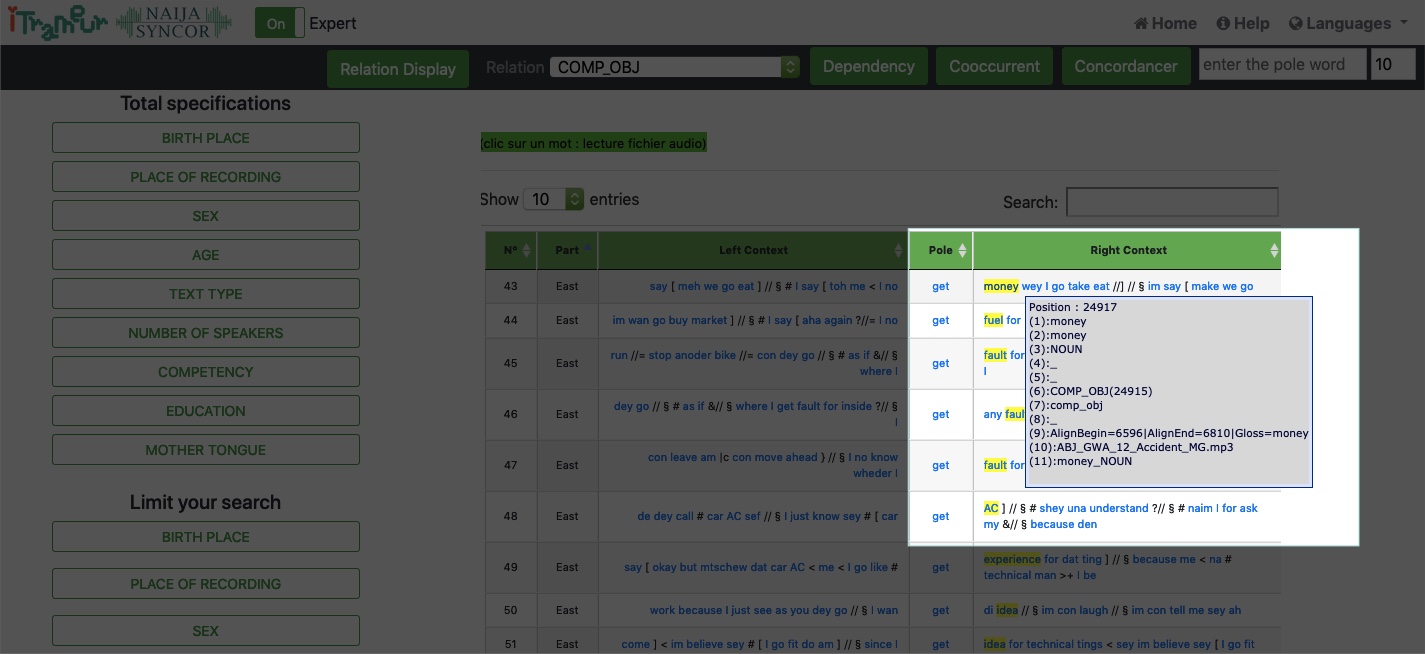 iTrameur NAIJA SYNCOR On Expert Home Help Languages
Relation Display Relation COMP_OBJ Dependency Cooccurrent Concordancer enter the pole word 10
Total specifications
BIRTH PLACE
PLACE OF RECORDING
SEX
AGE
TEXT TYPE
NUMBER OF SPEAKERS
COMPETENCY
EDUCATION
MOTHER TONGUE
Limit your search
BIRTH PLACE
PLACE OF RECORDING
SEX
(clic sur un mot : lecture fichier audio)
Show 10 entries Search:
N° Part Left Context Pole Right Context
43 East say [ meh we go eat ] // § # I say [ toh me < I no get money wey I go take eat //] // § im say [ make we go
44 East im wan go buy market ] // § # I say [ aha again ?//= I no get fuel for
45 East run //= stop anoder bike //= con dey go // § # as if &// § where I get fault for
I
46 East dey go // § # as if &// § where I get fault for inside ?// § I get any
47 East con leave am |c con move ahead } // § I no know wheder I get fault for
48 East de dey call # car AC sef // § I just know sey # [ car get AC ] // § # shey una understand ?// § # naim I for ask my &// § because den
49 East say [ okay but mtschew dat car AC < me < I go like # get experience for dat ting ] // § because me < na # technical man >+ I be
50 East work because I just see as you dey go // § I wan get di idea // § im con laugh // § im con tell me sey ah
51 East come ] < im believe sey # [ I go fit do am ] // § since I get idea for technical tings < sey im believe sey [ I go fit
Position : 24917
(1):money
(2):money
(3):NOUN
(4):_
(5):_
(6):COMP_OBJ(24915)
(7):comp_obj
(8):_
(9):AlignBegin=6596|AlignEnd=6810|Gloss=money
(10):ABJ_GWA_12_Accident_MG.mp3
(11):money_NOUN